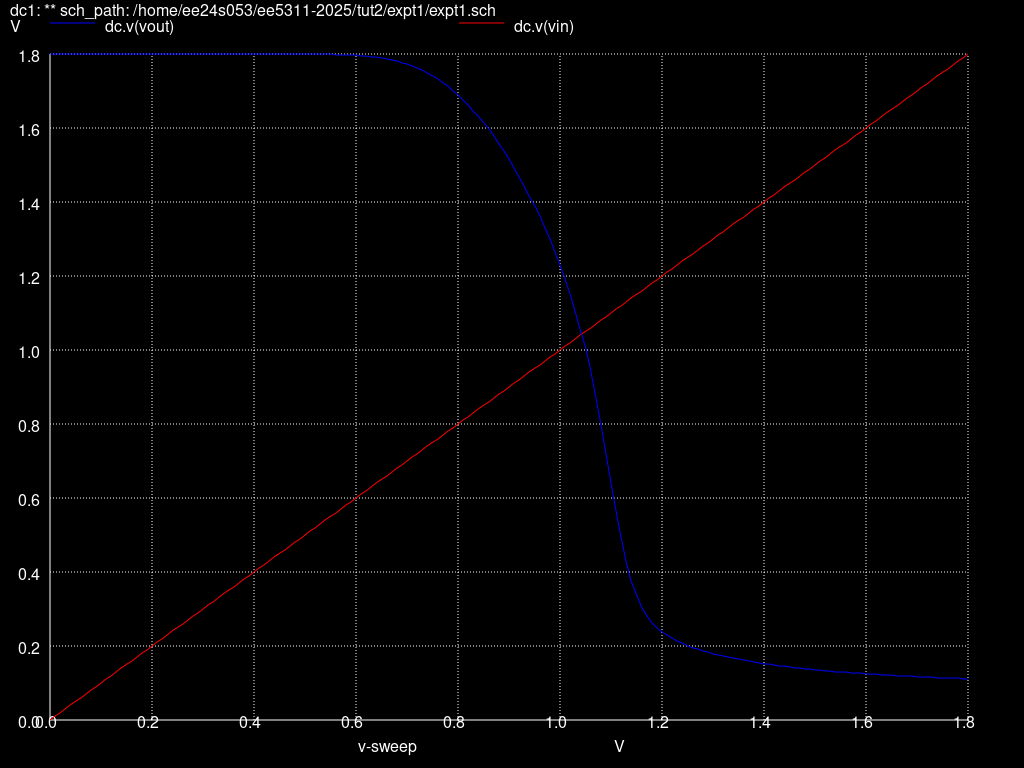 dc1: ** sch_path: /home/ee24s053/ee5311-2025/tut2/expt1/expt1.sch
V dc.v(vout) dc.v(vin)
1.8
1.6
1.4
1.2
1.0
0.8
0.6
0.4
0.2
0.0
0.0 0.2 0.4 0.6 0.8 1.0 1.2 1.4 1.6 1.8
v-sweep V